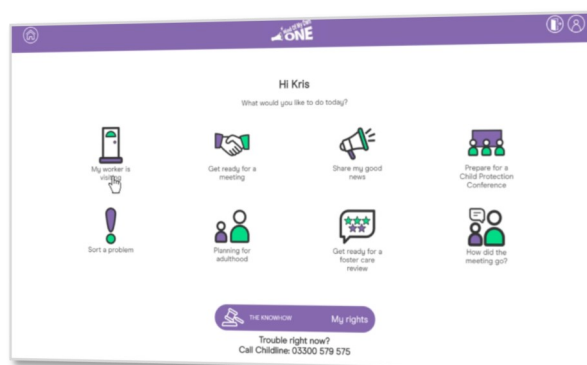 ONE
Hi Kris
What would you like to do today?
My worker is
visiting
Get ready for a
meeting
Share my good
news
Prepare for a
Child Protection
Conference
Sort a problem
Planning for
adulthood
Get ready for a
foster care
review
How did the
meeting go?
THE KNOWHOW My rights
Trouble right now?
Call Childline: 03300 579 575